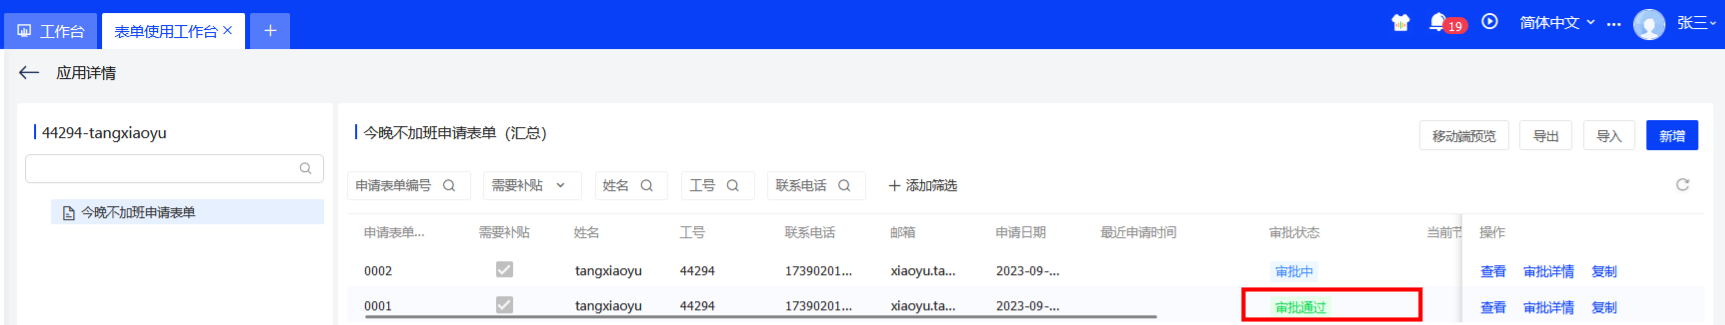 工作台 表单使用工作台 × +
19 简体中文 ... 张三
应用详情
44294-tangxiaoyu
今晚不加班申请表单
今晚不加班申请表单（汇总）
移动端预览 导出 导入 新增
申请表单编号 需要补贴 姓名 工号 联系电话 + 添加筛选
申请表单... 需要补贴 姓名 工号 联系电话 邮箱 申请日期 最近申请时间 审批状态 当前 操作
0002 tangxiaoyu 44294 17390201... xiaoyu.ta... 2023-09-... 审批中 查看 审批详情 复制
0001 tangxiaoyu 44294 17390201... xiaoyu.ta... 2023-09-... 审批通过 查看 审批详情 复制